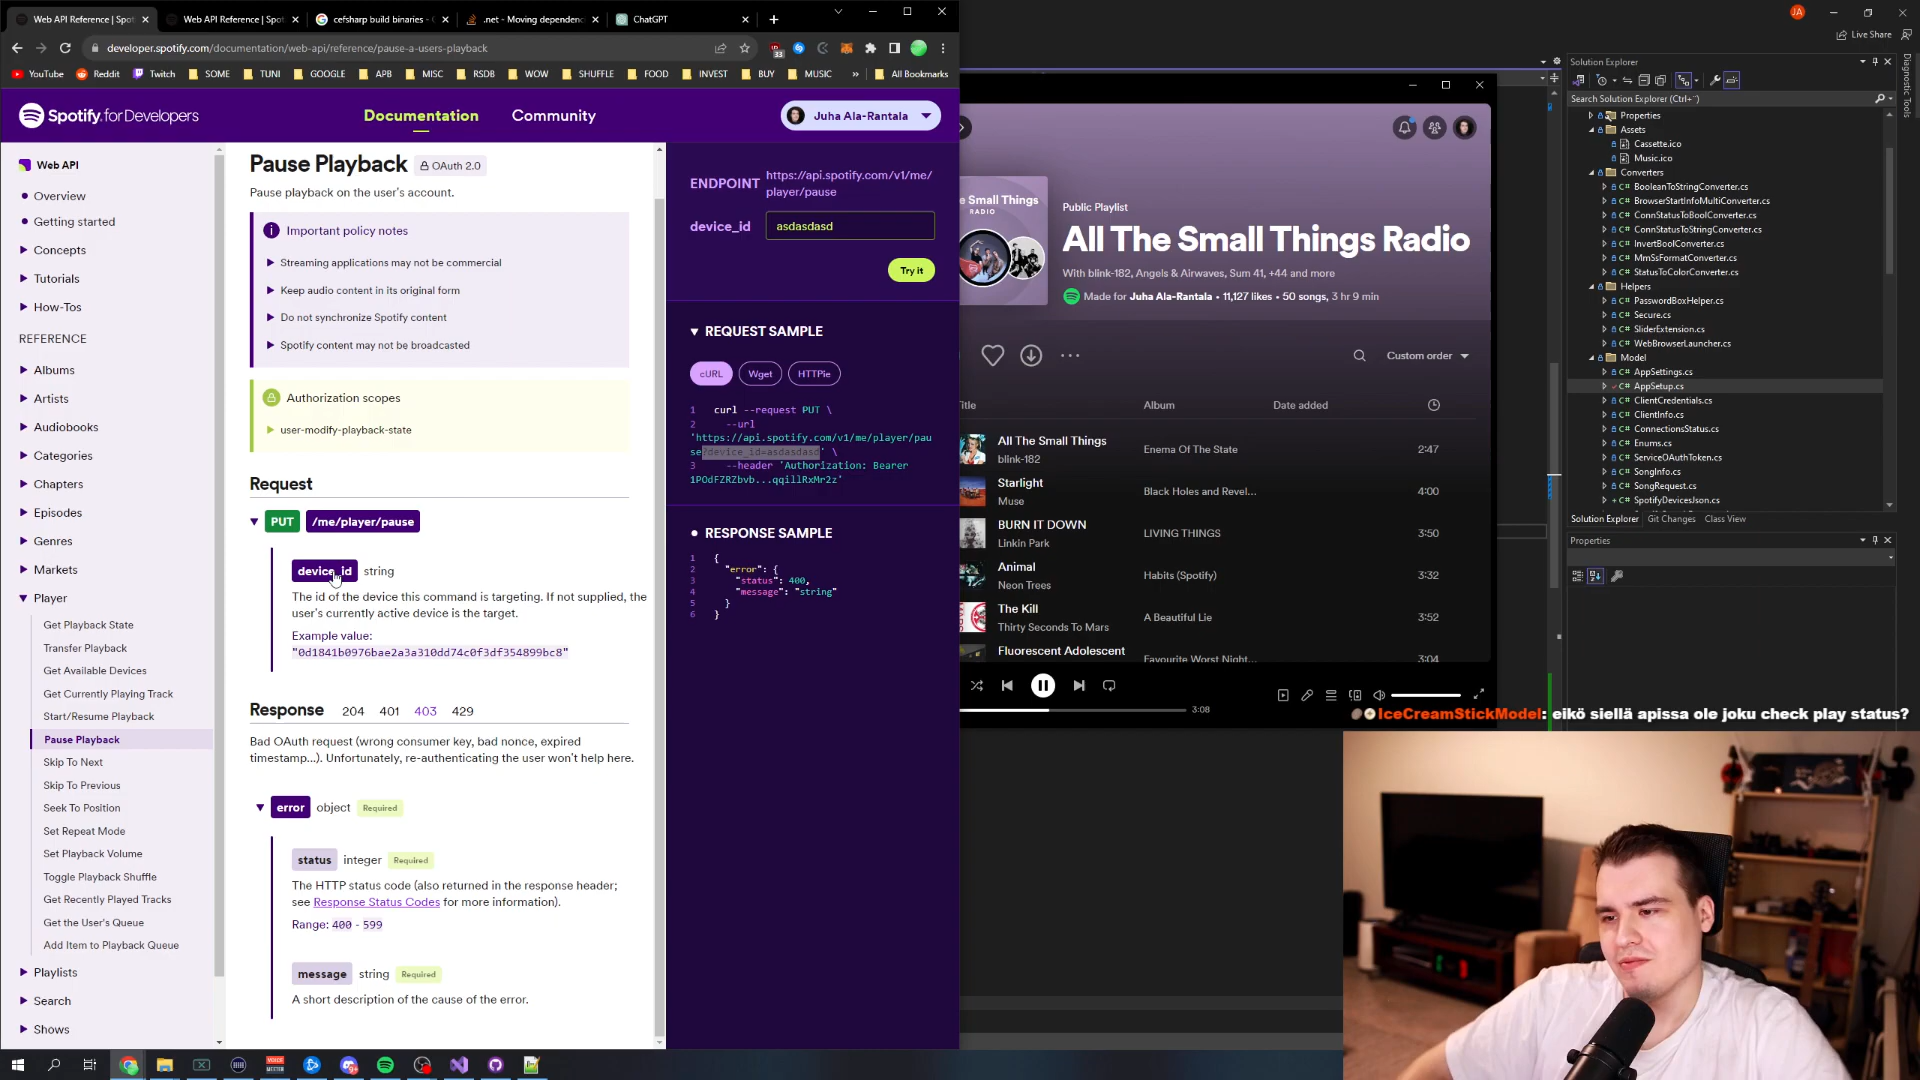 Web API Reference | Spot
Web API Reference | Spot
cefsharp build binaries -
.net - Moving dependenc
ChatGPT
developer.spotify.com/documentation/web-api/reference/pause-a-users-playback
33
YouTube
Reddit
Twitch
SOME
TUNI
GOOGLE
APB
MISC
RSDB
WOW
SHUFFLE
FOOD
INVEST
BUY
MUSIC
»
All Bookmarks
Spotify for Developers
Documentation
Community
Juha Ala-Rantala
Web API
Overview
Getting started
Concepts
Tutorials
How-Tos
REFERENCE
Albums
Artists
Audiobooks
Categories
Chapters
Episodes
Genres
Markets
Player
Get Playback State
Transfer Playback
Get Available Devices
Get Currently Playing Track
Start/Resume Playback
Pause Playback
Skip To Next
Skip To Previous
Seek To Position
Set Repeat Mode
Set Playback Volume
Toggle Playback Shuffle
Get Recently Played Tracks
Get the User's Queue
Add Item to Playback Queue
Playlists
Search
Shows
Pause Playback OAuth 2.0
Pause playback on the user's account.
Important policy notes
Streaming applications may not be commercial
Keep audio content in its original form
Do not synchronize Spotify content
Spotify content may not be broadcasted
Authorization scopes
user-modify-playback-state
Request
PUT /me/player/pause
device_id string
The id of the device this command is targeting. If not supplied, the
user's currently active device is the target.
Example value:
"0d1841b0976bae2a3a310dd74c0f3df354899bc8"
Response 204 401 403 429
Bad OAuth request (wrong consumer key, bad nonce, expired
timestamp...). Unfortunately, re-authenticating the user won't help here.
error object Required
status integer Required
The HTTP status code (also returned in the response header;
see Response Status Codes for more information).
Range: 400 - 599
message string Required
A short description of the cause of the error.
ENDPOINT https://api.spotify.com/v1/me/
player/pause
device_id asdasdasd
Try it
REQUEST SAMPLE
cURL Wget HTTPie
1 curl --request PUT \
2 --url
'https://api.spotify.com/v1/me/player/pau
se?device_id=asdasdasd' \
3 --header 'Authorization: Bearer
1POdFZRZbvb...qqillRxMr2z'
RESPONSE SAMPLE
1 {
2 "error": {
3 "status": 400,
4 "message": "string"
5 }
6 }
e Small Things
RADIO
Public Playlist
All The Small Things Radio
With blink-182, Angels & Airwaves, Sum 41, +44 and more
Made for Juha Ala-Rantala • 11,127 likes • 50 songs, 3 hr 9 min
Custom order
Title Album Date added
All The Small Things
blink-182
Enema Of The State
2:47
Starlight
Muse
Black Holes and Revel...
4:00
BURN IT DOWN
Linkin Park
LIVING THINGS
3:50
Animal
Neon Trees
Habits (Spotify)
3:32
The Kill
Thirty Seconds To Mars
A Beautiful Lie
3:52
Fluorescent Adolescent
Favourite Worst Night...
3:04
3:08
JA
Live Share
Diagnostic Tools
Solution Explorer
Search Solution Explorer (Ctrl+¨)
Properties
Assets
Cassette.ico
Music.ico
Converters
C# BooleanToStringConverter.cs
C# BrowserStartInfoMultiConverter.cs
C# ConnStatusToBoolConverter.cs
C# ConnStatusToStringConverter.cs
C# InvertBoolConverter.cs
C# MmSsFormatConverter.cs
C# StatusToColorConverter.cs
Helpers
C# PasswordBoxHelper.cs
C# Secure.cs
C# SliderExtension.cs
C# WebBrowserLauncher.cs
Model
C# AppSettings.cs
C# AppSetup.cs
C# ClientCredentials.cs
C# ClientInfo.cs
C# ConnectionsStatus.cs
C# Enums.cs
C# ServiceOAuthToken.cs
C# SongInfo.cs
C# SongRequest.cs
C# SpotifyDevicesJson.cs
Solution Explorer Git Changes Class View
Properties
IceCreamStickModel: eikö siellä apissa ole joku check play status?